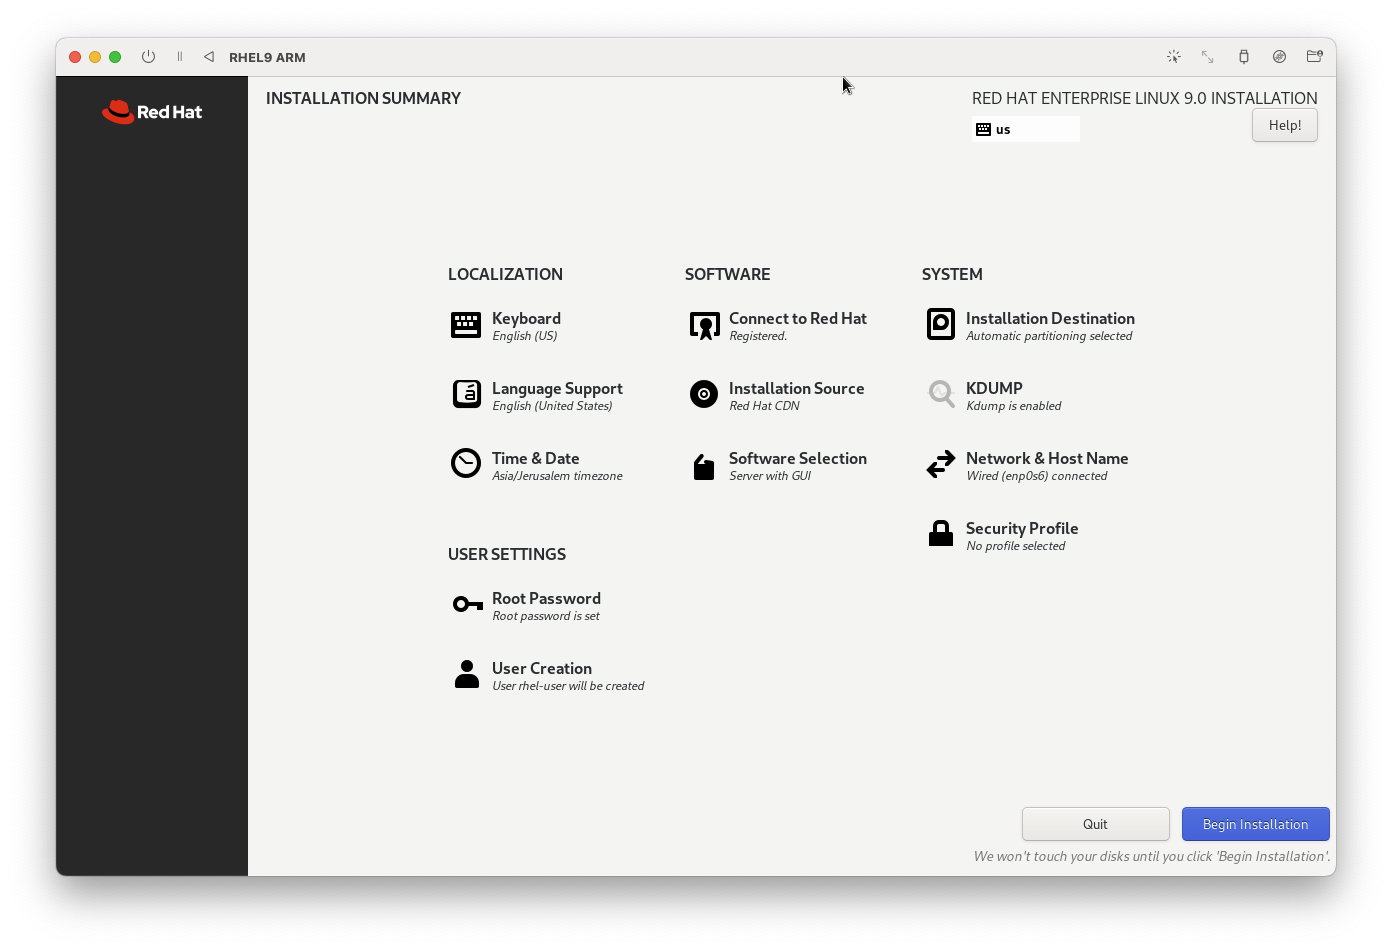 RHEL9 ARM
Red Hat
INSTALLATION SUMMARY
RED HAT ENTERPRISE LINUX 9.0 INSTALLATION
us
Help!
LOCALIZATION
Keyboard
English (US)
Language Support
English (United States)
Time & Date
Asia/Jerusalem timezone
SOFTWARE
Connect to Red Hat
Registered.
Installation Source
Red Hat CDN
Software Selection
Server with GUI
SYSTEM
Installation Destination
Automatic partitioning selected
KDUMP
Kdump is enabled
Network & Host Name
Wired (enp0s6) connected
Security Profile
No profile selected
USER SETTINGS
Root Password
Root password is set
User Creation
User rhel-user will be created
Quit
Begin Installation
We won't touch your disks until you click 'Begin Installation'.